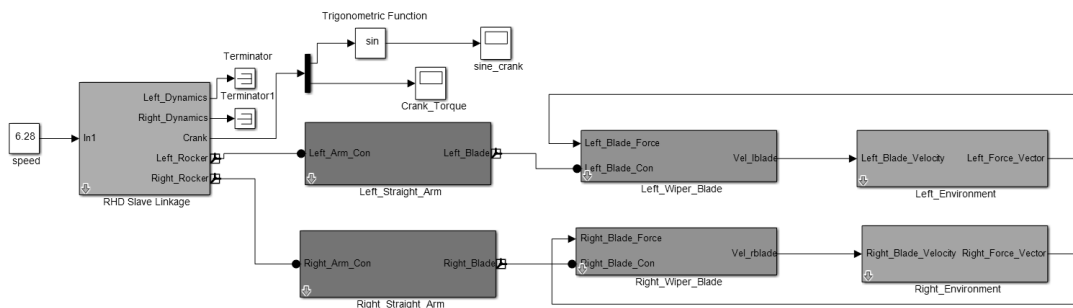 Trigonometric Function
sin
sine_crank
Terminator
Terminator1
Crank_Torque
6.28
speed
In1
Left_Dynamics
Right_Dynamics
Crank
Left_Rocker
Right_Rocker
RHD Slave Linkage
Left_Arm_Con
Left_Blade
Left_Straight_Arm
Left_Blade_Force
Left_Blade_Con
Vel_lblade
Left_Wiper_Blade
Left_Blade_Velocity
Left_Force_Vector
Left_Environment
Right_Arm_Con
Right_Blade
Right_Straight_Arm
Right_Blade_Force
Right_Blade_Con
Vel_rblade
Right_Wiper_Blade
Right_Blade_Velocity
Right_Force_Vector
Right_Environment